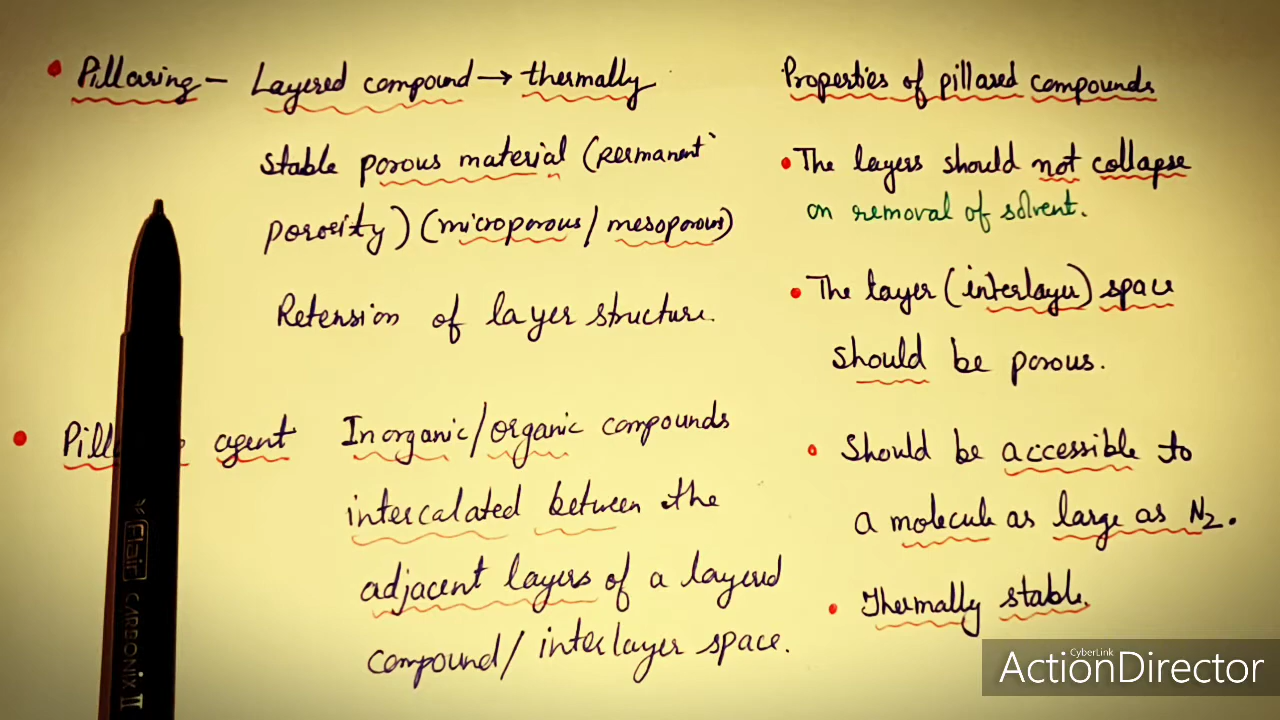 Pillaring – Layered compound → thermally
stable porous material (Permanent
porosity) (microporous/mesoporous)
Retension of layer structure.
agent Inorganic/organic compounds
intercalated between the
adjacent layers of a layered
compound/interlayer space.
Properties of pillared compounds
The layers should not collapse
on removal of solvent.
The layer (interlayer) space
should be porous.
Should be accessible to
a molecule as large as N2.
Thermally stable.
Flair CARBONIX II
CyberLink
ActionDirector